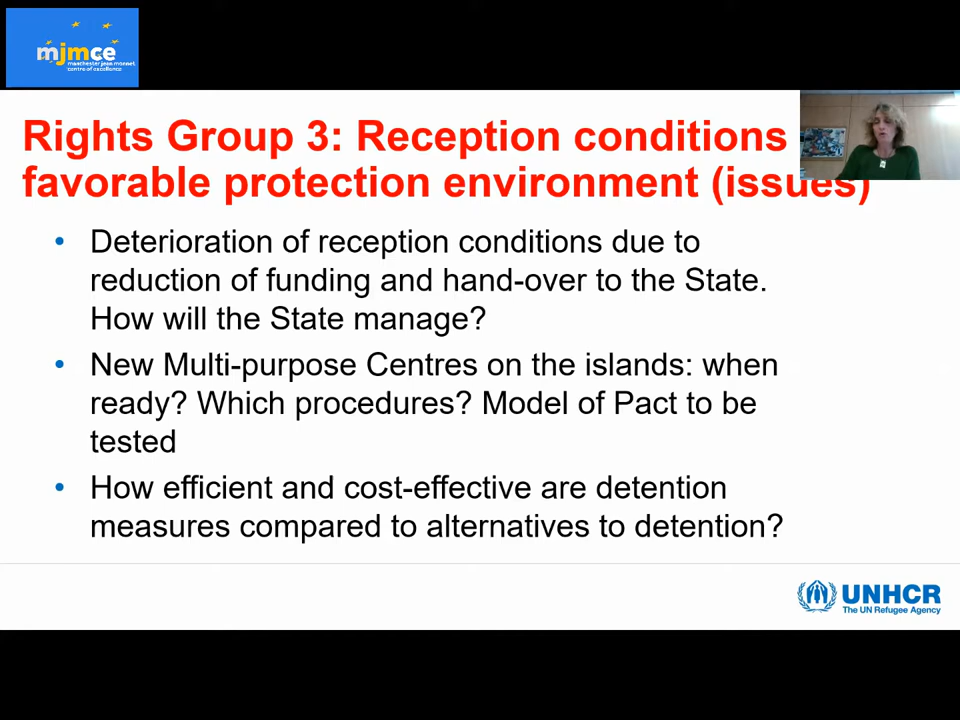 mjmce
manchester jean monnet
centre of excellence
Rights Group 3: Reception conditions
favorable protection environment (issues)
• Deterioration of reception conditions due to
reduction of funding and hand-over to the State.
How will the State manage?
• New Multi-purpose Centres on the islands: when
ready? Which procedures? Model of Pact to be
tested
• How efficient and cost-effective are detention
measures compared to alternatives to detention?
UNHCR
The UN Refugee Agency